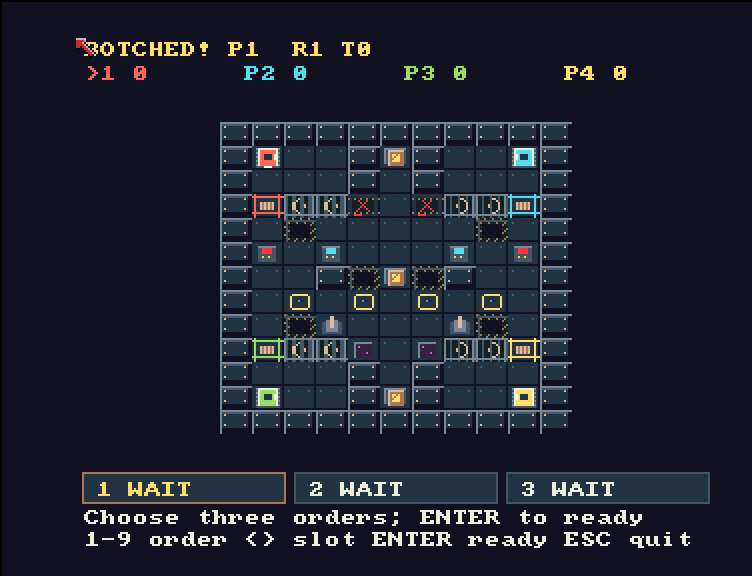 BOTCHED! P1 R1 T0
>1 0 P2 0 P3 0 P4 0
1 WAIT 2 WAIT 3 WAIT
Choose three orders; ENTER to ready
1-9 order <> slot ENTER ready ESC quit